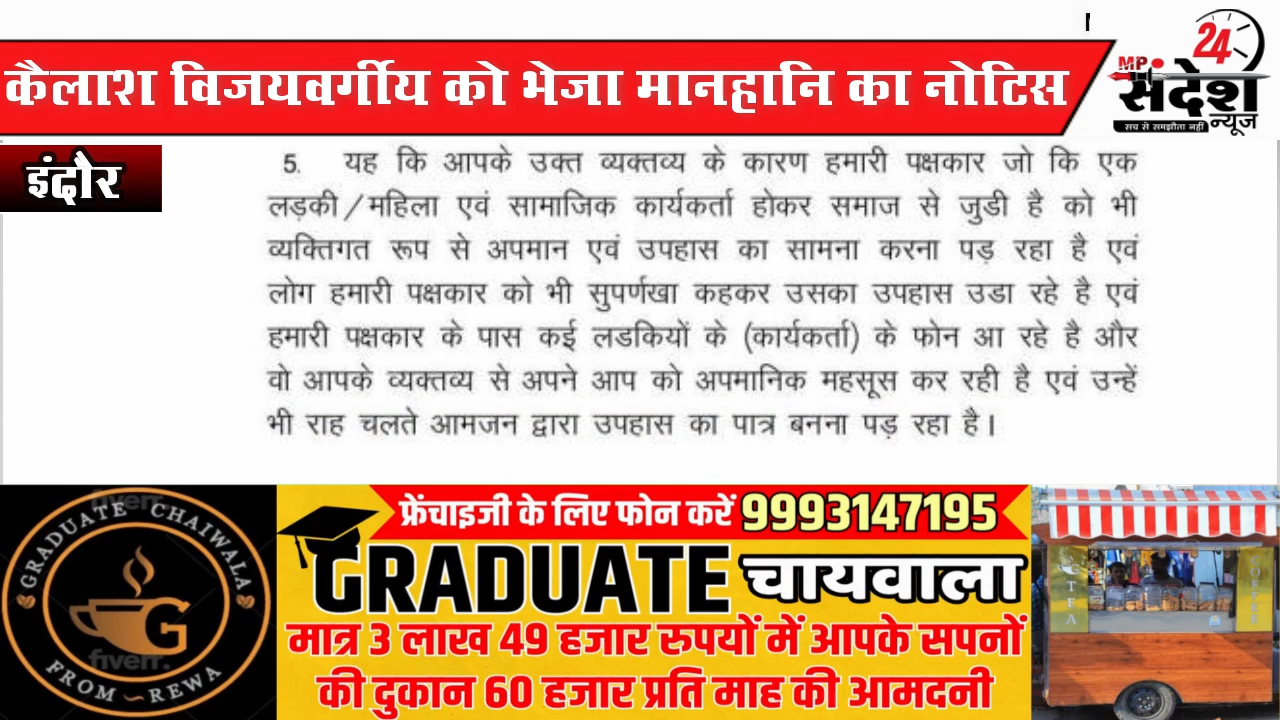 कैलाश विजयवर्गीय को भेजा मानहानि का नोटिस
24
MP
संदेश
न्यूज
सच से समझौता नहीं
इंदौर
5. यह कि आपके उक्त व्यक्तव्य के कारण हमारी पक्षकार जो कि एक
लड़की/महिला एवं सामाजिक कार्यकर्ता होकर समाज से जुडी है को भी
व्यक्तिगत रूप से अपमान एवं उपहास का सामना करना पड़ रहा है एवं
लोग हमारी पक्षकार को भी सुपर्णखा कहकर उसका उपहास उडा रहे है एवं
हमारी पक्षकार के पास कई लडकियों के (कार्यकर्ता) के फोन आ रहे है और
वो आपके व्यक्तव्य से अपने आप को अपमानिक महसूस कर रही है एवं उन्हें
भी राह चलते आमजन द्वारा उपहास का पात्र बनना पड़ रहा है।
fiverr.
GRADUATE CHAIWALA
G
fiverr.
FROM REWA
फ्रेंचाइजी के लिए फोन करें 9993147195
GRADUATE चायवाला
मात्र 3 लाख 49 हजार रुपयों में आपके सपनों
की दुकान 60 हजार प्रति माह की आमदनी
TEA
COFFEE